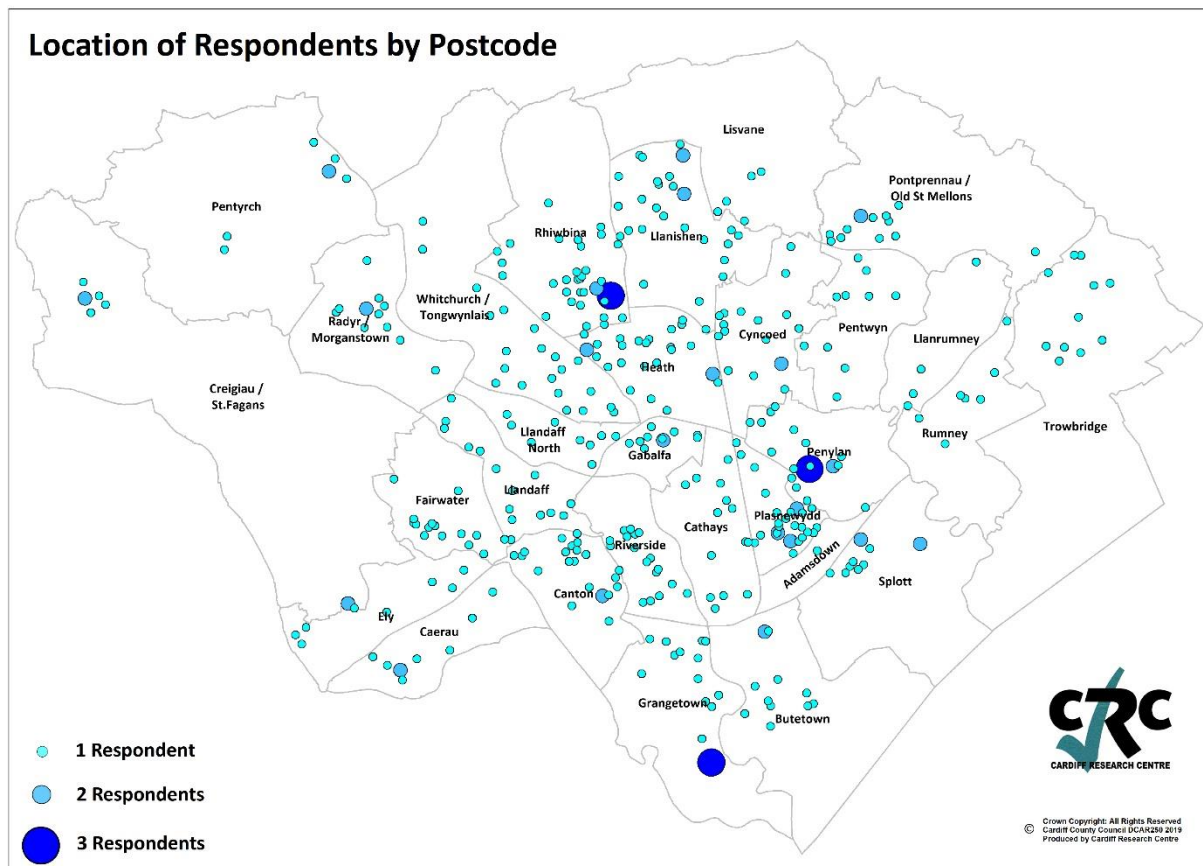 Location of Respondents by Postcode
Lisvane
Pontprennau /
Old St Mellons
Pentyrch
Rhiwbina
Llanishen
Whitchurch /
Tongwynlais
Radyr /
Morganstown
Cyncoed
Pentwyn
Llanrumney
Heath
Creigiau /
St.Fagans
Llandaff
North
Gabalfa
Penylan
Rumney
Trowbridge
Fairwater
Llandaff
Cathays
Plasnewydd
Riverside
Adamsdown
Splott
Canton
Ely
Caerau
Grangetown
Butetown
1 Respondent
2 Respondents
3 Respondents
CRC
CARDIFF RESEARCH CENTRE
© Crown Copyright: All Rights Reserved
Cardiff County Council DCAR250 2019
Produced by Cardiff Research Centre